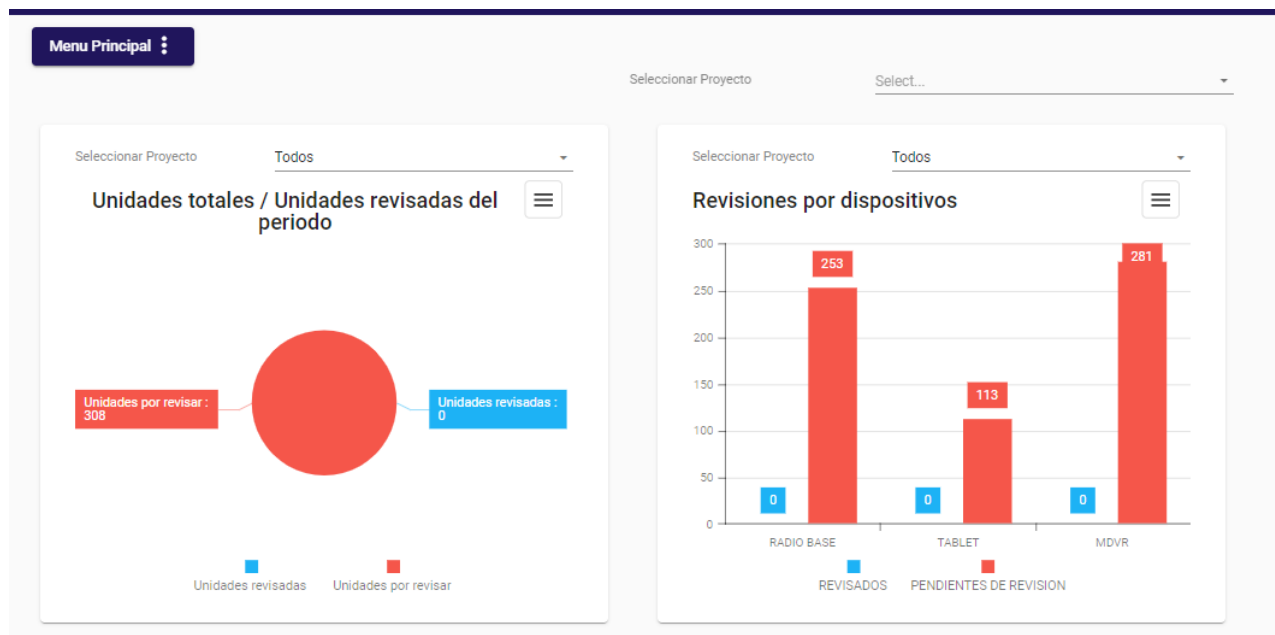 Menu Principal
Seleccionar Proyecto Select...
Seleccionar Proyecto Todos
Unidades totales / Unidades revisadas del
periodo
Unidades por revisar :
308
Unidades revisadas :
0
Unidades revisadas Unidades por revisar
Seleccionar Proyecto Todos
Revisiones por dispositivos
300
250
200
150
100
50
0
253
113
281
0
0
0
RADIO BASE TABLET MDVR
REVISADOS PENDIENTES DE REVISION